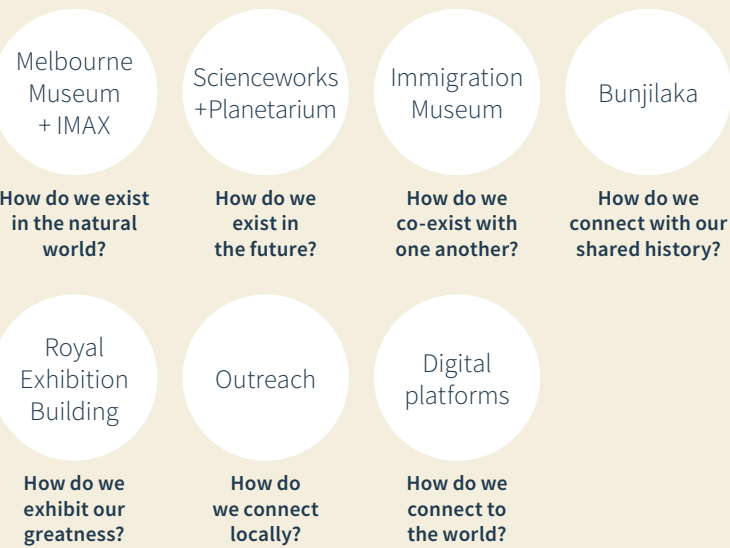 Melbourne
Museum
+ IMAX
How do we exist
in the natural
world?
Scienceworks
+Planetarium
How do we
exist in
the future?
Immigration
Museum
How do we
co-exist with
one another?
Bunjilaka
How do we
connect with our
shared history?
Royal
Exhibition
Building
How do we
exhibit our
greatness?
Outreach
How do
we connect
locally?
Digital
platforms
How do we
connect to
the world?